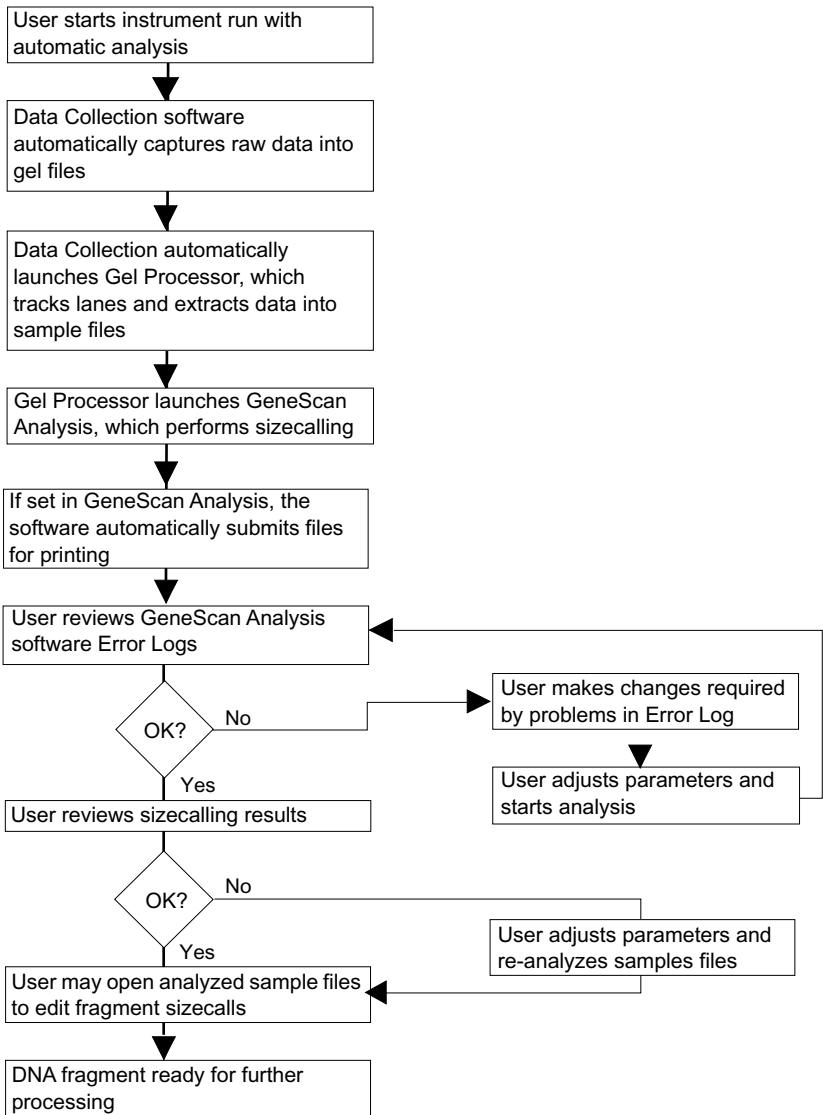 User starts instrument run with
automatic analysis
Data Collection software
automatically captures raw data into
gel files
Data Collection automatically
launches Gel Processor, which
tracks lanes and extracts data into
sample files
Gel Processor launches GeneScan
Analysis, which performs sizecalling
If set in GeneScan Analysis, the
software automatically submits files
for printing
User reviews GeneScan Analysis
software Error Logs
OK?
No
User makes changes required
by problems in Error Log
User adjusts parameters and
starts analysis
Yes
User reviews sizecalling results
OK?
No
User adjusts parameters and
re-analyzes samples files
Yes
User may open analyzed sample files
to edit fragment sizecalls
DNA fragment ready for further
processing